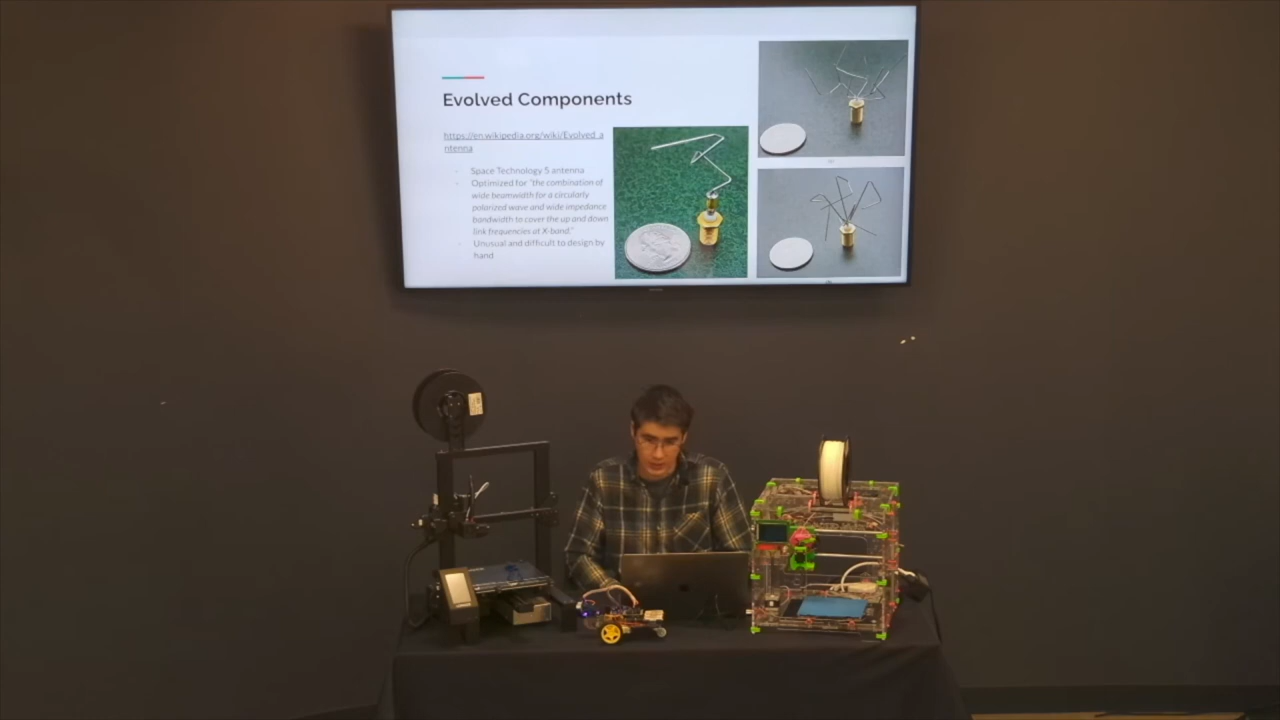 Evolved Components
https://en.wikipedia.org/wiki/Evolved_a
ntenna
- Space Technology 5 antenna
- Optimized for "the combination of
wide beamwidth for a circularly
polarized wave and wide impedance
bandwidth to cover the up and down
link frequencies at X-band."
- Unusual and difficult to design by
hand